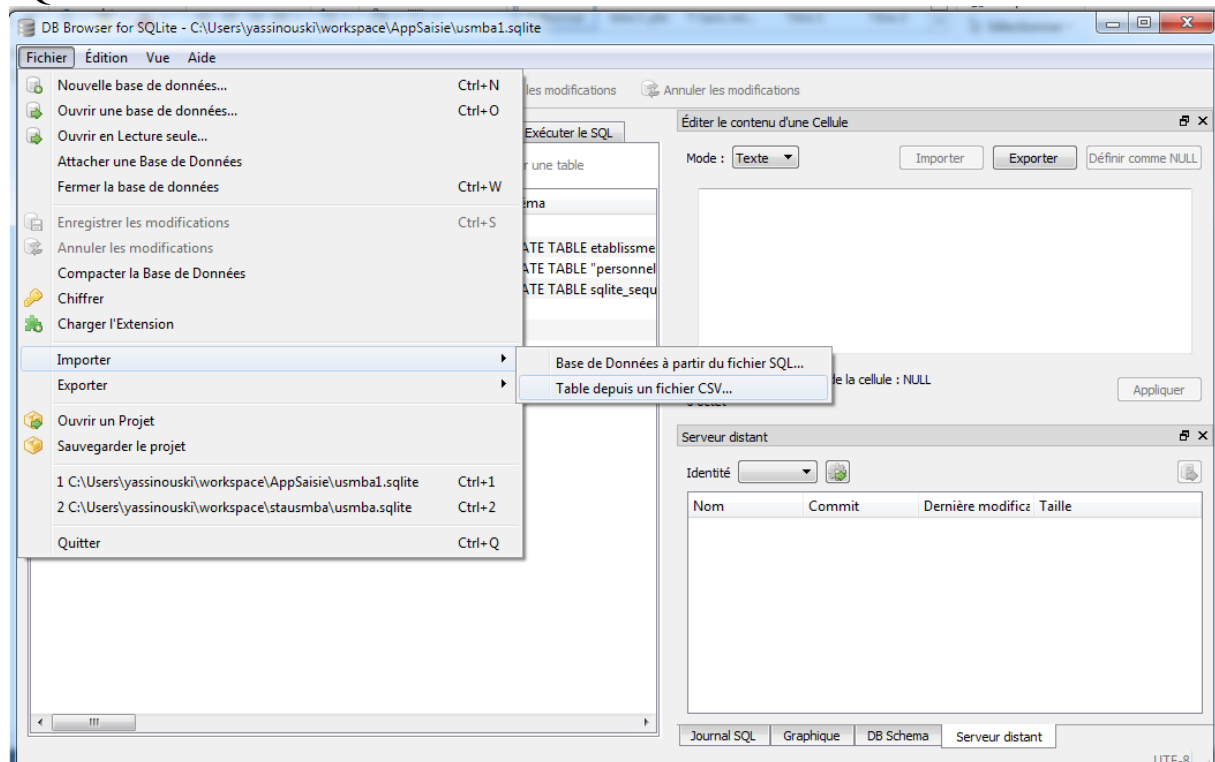 DB Browser for SQLite - C:\Users\yassinouski\workspace\AppSaisie\usmba1.sqlite
Fichier Édition Vue Aide
Nouvelle base de données... Ctrl+N
Ouvrir une base de données... Ctrl+O
Ouvrir en Lecture seule...
Attacher une Base de Données
Fermer la base de données Ctrl+W
Enregistrer les modifications Ctrl+S
Annuler les modifications
Compacter la Base de Données
Chiffrer
Charger l'Extension
Importer
Exporter
Ouvrir un Projet
Sauvegarder le projet
1 C:\Users\yassinouski\workspace\AppSaisie\usmba1.sqlite Ctrl+1
2 C:\Users\yassinouski\workspace\stausmba\usmba.sqlite Ctrl+2
Quitter Ctrl+Q
Base de Données à partir du fichier SQL...
Table depuis un fichier CSV...
les modifications Annuler les modifications
Exécuter le SQL
une table
ma
ATE TABLE etablissme
ATE TABLE "personnel
ATE TABLE sqlite_sequ
Éditer le contenu d'une Cellule
Mode : Texte Importer Exporter Définir comme NULL
de la cellule : NULL
Appliquer
Serveur distant
Identité
Nom Commit Dernière modifica Taille
Journal SQL Graphique DB Schema Serveur distant
UTF-8